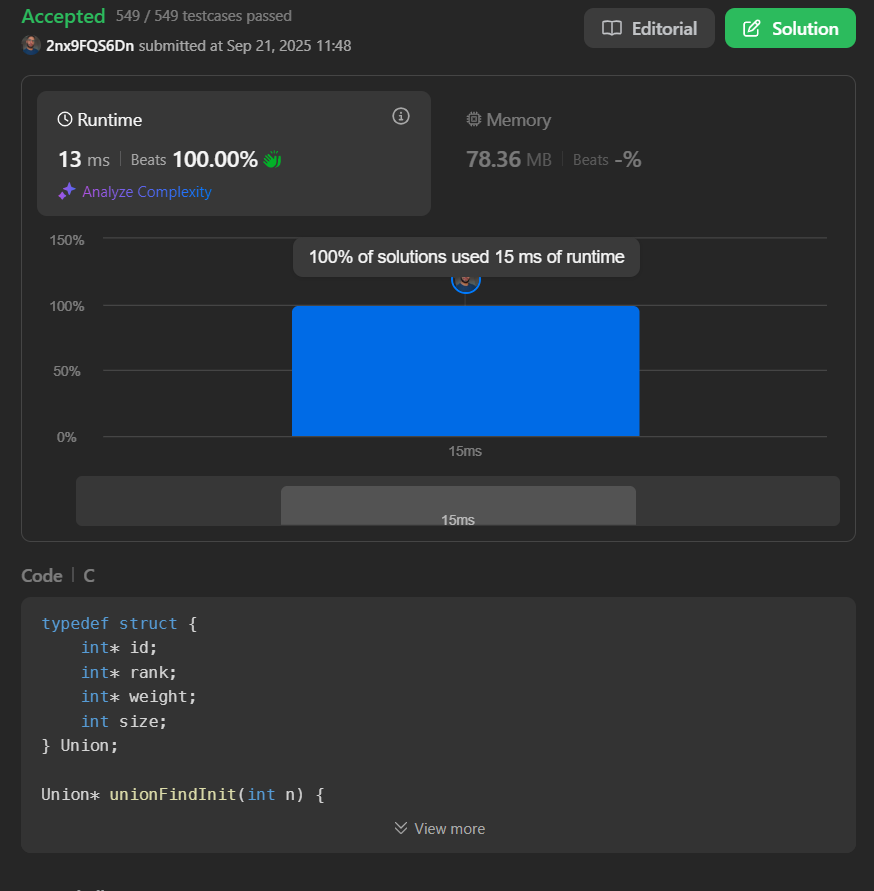 Accepted 549 / 549 testcases passed
2nx9FQS6Dn submitted at Sep 21, 2025 11:48
Editorial
Solution
Runtime
13 ms | Beats 100.00%
Analyze Complexity
Memory
78.36 MB | Beats -%
150%
100% of solutions used 15 ms of runtime
100%
50%
0%
15ms
15ms
Code | C
typedef struct {
    int* id;
    int* rank;
    int* weight;
    int size;
} Union;
Union* unionFindInit(int n) {
View more